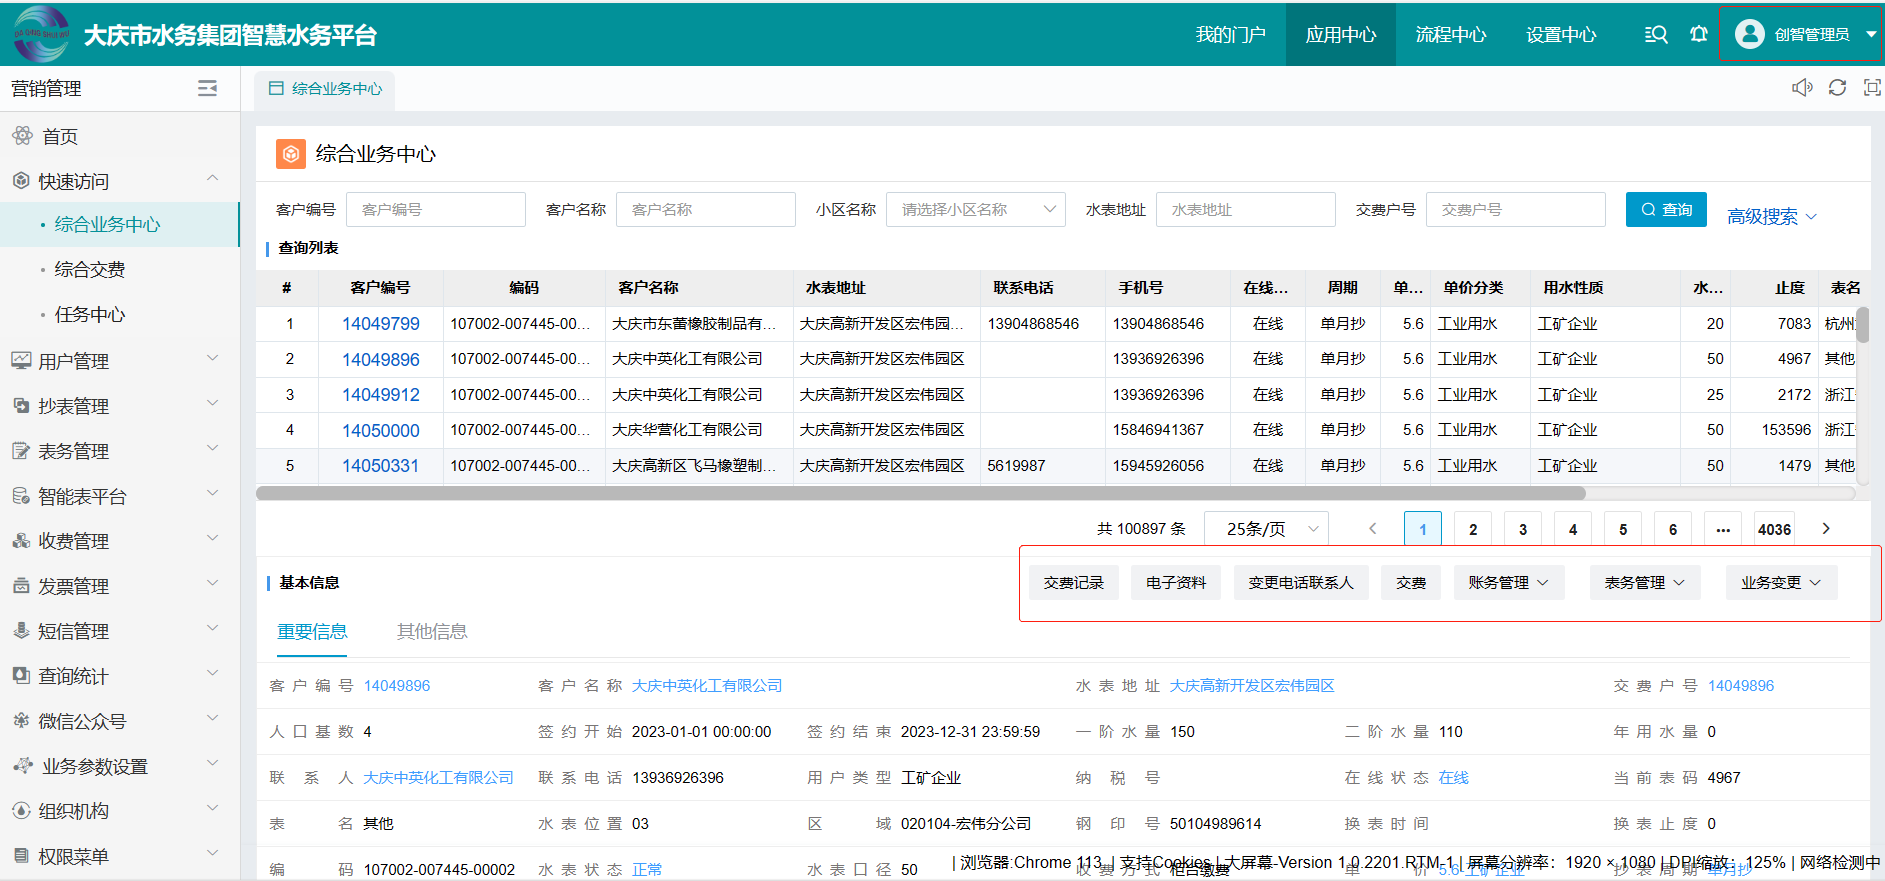 大庆市水务集团智慧水务平台
我的门户 应用中心 流程中心 设置中心 创智管理员
营销管理
综合业务中心
首页
快速访问
综合业务中心
综合交费
任务中心
用户管理
抄表管理
表务管理
智能表平台
收费管理
发票管理
短信管理
查询统计
微信公众号
业务参数设置
组织机构
权限菜单
综合业务中心
客户编号 客户编号 客户名称 客户名称 小区名称 请选择小区名称 水表地址 水表地址 交费户号 交费户号 查询 高级搜索
查询列表
# 客户编号 编码 客户名称 水表地址 联系电话 手机号 在线... 周期 单... 单价分类 用水性质 水... 止度 表名
1 14049799 107002-007445-00... 大庆市东蕾橡胶制品有... 大庆高新开发区宏伟园... 13904868546 13904868546 在线 单月抄 5.6 工业用水 工矿企业 20 7083 杭州
2 14049896 107002-007445-00... 大庆中英化工有限公司 大庆高新开发区宏伟园区 13936926396 在线 单月抄 5.6 工业用水 工矿企业 50 4967 其他
3 14049912 107002-007445-00... 大庆中英化工有限公司 大庆高新开发区宏伟园区 13936926396 在线 单月抄 5.6 工业用水 工矿企业 25 2172 浙江
4 14050000 107002-007445-00... 大庆华营化工有限公司 大庆高新开发区宏伟园区 15846941367 在线 单月抄 5.6 工业用水 工矿企业 50 153596 浙江
5 14050331 107002-007445-00... 大庆高新区飞马橡塑制... 大庆高新开发区宏伟园区 5619987 15945926056 在线 单月抄 5.6 工业用水 工矿企业 50 1479 其他
共 100897 条 25条/页 1 2 3 4 5 6 ... 4036
基本信息 交费记录 电子资料 变更电话联系人 交费 账务管理 表务管理 业务变更
重要信息 其他信息
客户编号 14049896 客户名称 大庆中英化工有限公司 水表地址 大庆高新开发区宏伟园区 交费户号 14049896
人口基数 4 签约开始 2023-01-01 00:00:00 签约结束 2023-12-31 23:59:59 一阶水量 150 二阶水量 110 年用水量 0
联系人 大庆中英化工有限公司 联系电话 13936926396 用户类型 工矿企业 纳税号 在线状态 在线 当前表码 4967
表名 其他 水表位置 03 区域 020104-宏伟分公司 钢印号 50104989614 换表时间 换表止度 0
编码 107002-007445-00002 水表状态 正常 水表口径 50 收费方式 柜台缴费 单价 5.6-工矿企业 抄表周期 单月抄
| 浏览器:Chrome 113 | 支持Cookies | 大屏幕-Version 1.0.2201.RTM-1 | 屏幕分辨率：1920 × 1080 | DPI缩放：125% | 网络检测中